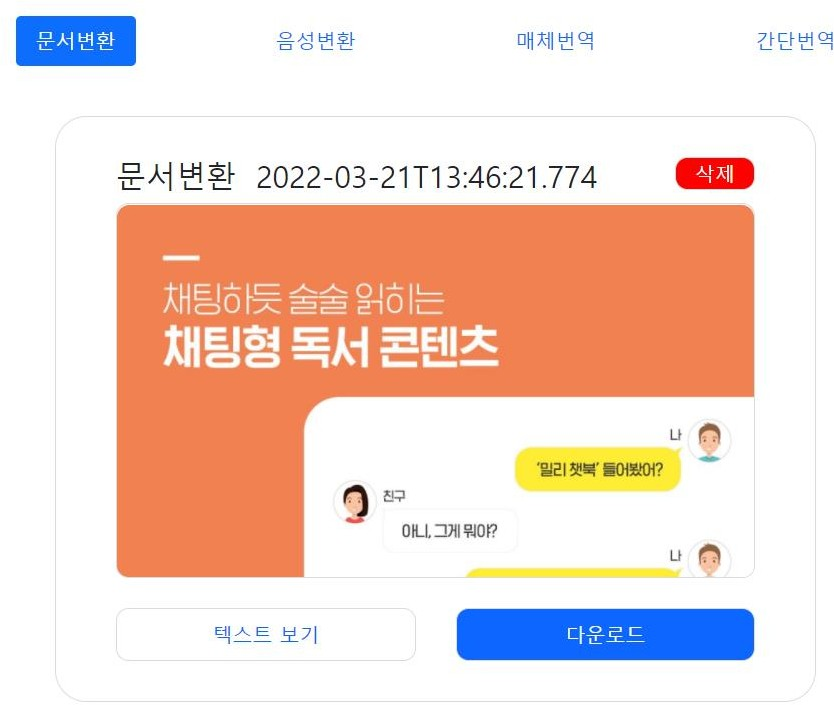 문서변환 음성변환 매체번역 간단번역
문서변환 2022-03-21T13:46:21.774 삭제
채팅하듯 술술 읽히는
채팅형 독서 콘텐츠
나
'밀리 챗북' 들어봤어?
친구
아니, 그게 뭐야?
나
텍스트 보기 다운로드